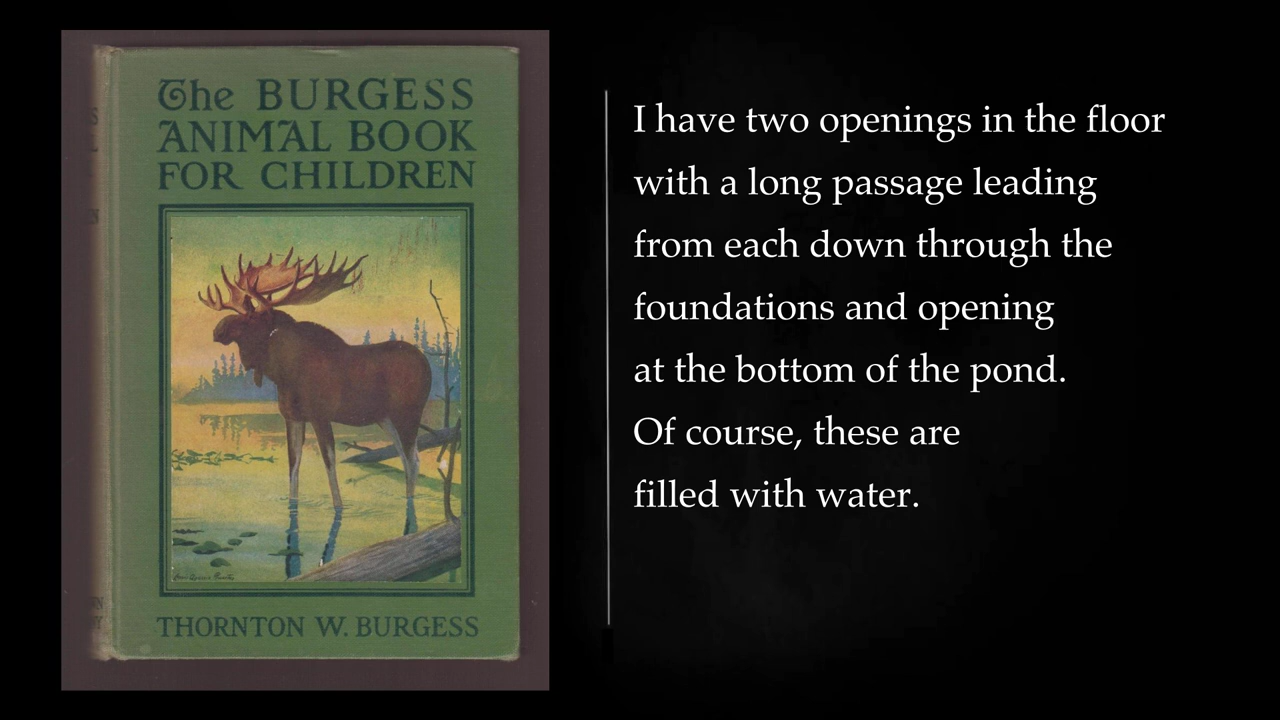 The BURGESS
ANIMAL BOOK
FOR CHILDREN
THORNTON W. BURGESS
I have two openings in the floor
with a long passage leading
from each down through the
foundations and opening
at the bottom of the pond.
Of course, these are
filled with water.